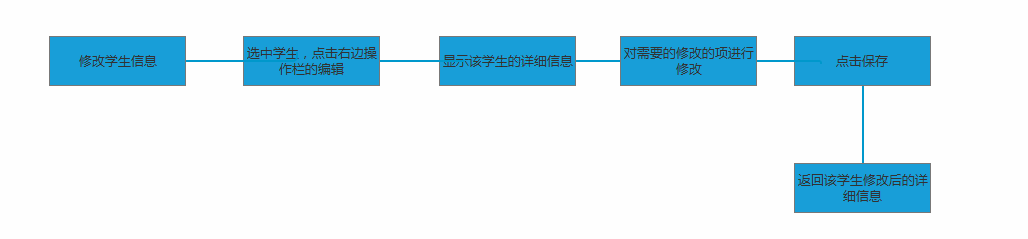 修改学生信息
选中学生，点击右边操
作栏的编辑
显示该学生的详细信息
对需要的修改的项进行
修改
点击保存
返回该学生修改后的详
细信息